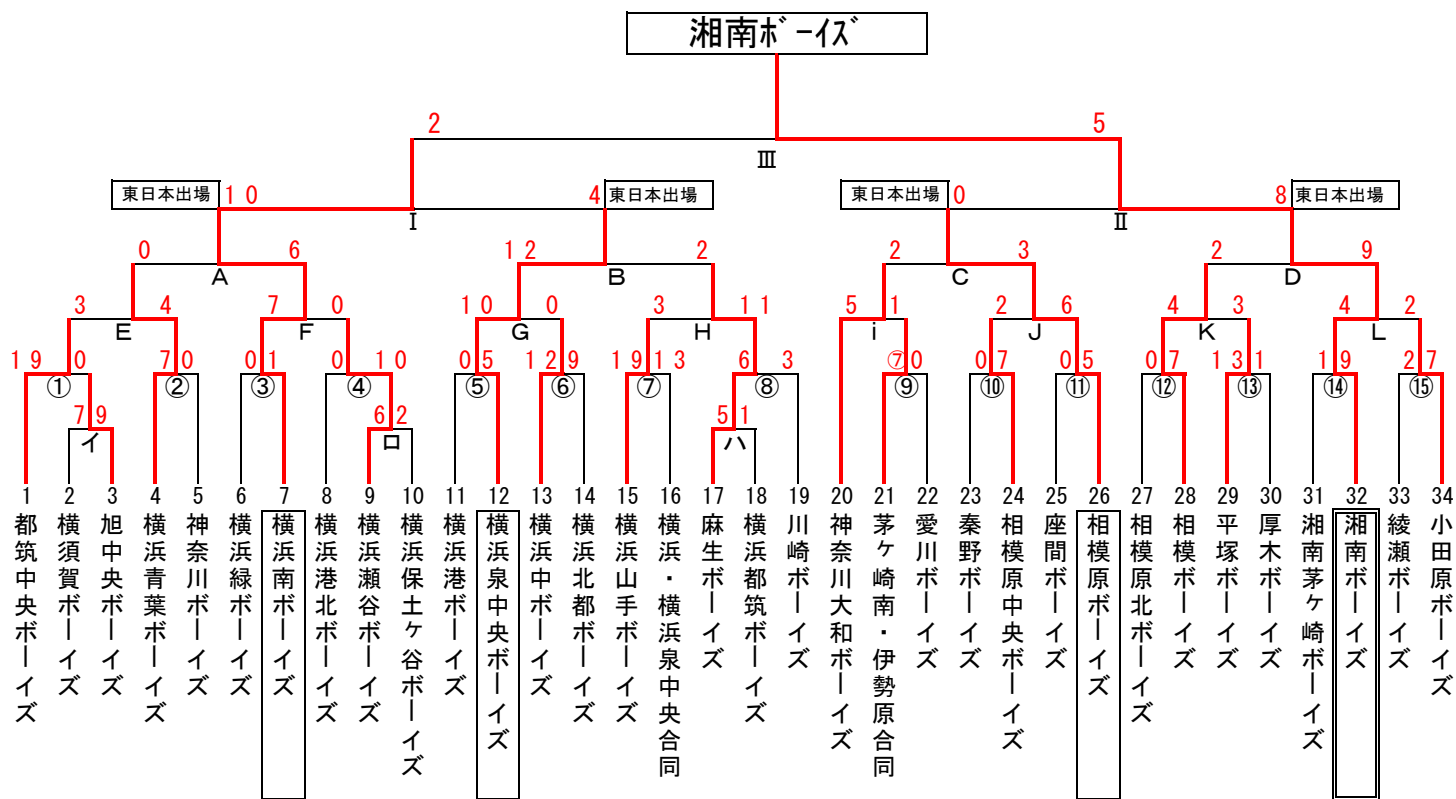 湘南ﾎﾞｰｲｽﾞ
2 5
Ⅲ
東日本出場 10 4 東日本出場 東日本出場 0 8 東日本出場
Ⅰ Ⅱ
0 6 12 2 2 3 2 9
A B C D
3 4 7 0 10 0 3 11 5 1 2 6 4 3 4 2
E F G H i J K L
19 0 7 0 0 1 0 10 0 5 12 9 19 13 6 3 ⑦ 0 0 7 0 5 0 7 13 1 1 9 2 7
① ② ③ ④ ⑤ ⑥ ⑦ ⑧ ⑨ ⑩ ⑪ ⑫ ⑬ ⑭ ⑮
7 9 6 2 5 1
イ ロ ハ
1 2 3 4 5 6 7 8 9 10 11 12 13 14 15 16 17 18 19 20 21 22 23 24 25 26 27 28 29 30 31 32 33 34
都筑中央ボーイズ
横須賀ボーイズ
旭中央ボーイズ
横浜青葉ボーイズ
神奈川ボーイズ
横浜緑ボーイズ
横浜南ボーイズ
横浜港北ボーイズ
横浜瀬谷ボーイズ
横浜保土ケ谷ボーイズ
横浜港ボーイズ
横浜泉中央ボーイズ
横浜中ボーイズ
横浜北都ボーイズ
横浜山手ボーイズ
横浜・横浜泉中央合同
麻生ボーイズ
横浜都筑ボーイズ
川崎ボーイズ
神奈川大和ボーイズ
茅ケ崎南・伊勢原合同
愛川ボーイズ
秦野ボーイズ
相模原中央ボーイズ
座間ボーイズ
相模原ボーイズ
相模原北ボーイズ
相模ボーイズ
平塚ボーイズ
厚木ボーイズ
湘南茅ケ崎ボーイズ
湘南ボーイズ
綾瀬ボーイズ
小田原ボーイズ